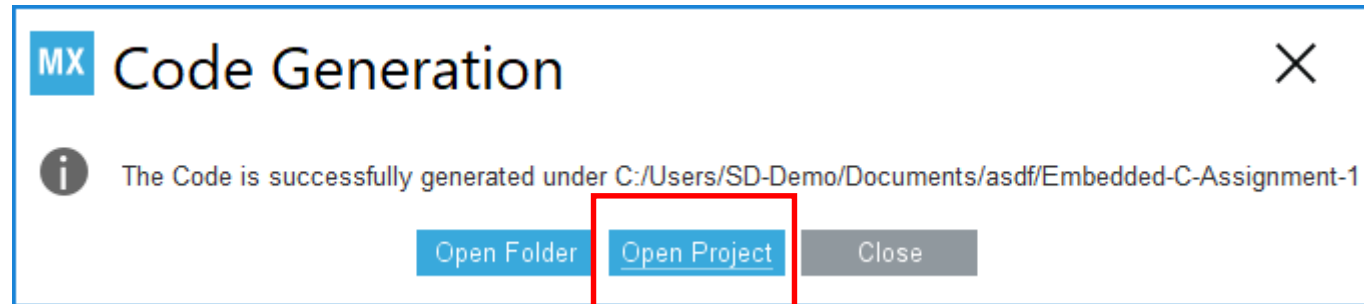 MX Code Generation
The Code is successfully generated under C:/Users/SD-Demo/Documents/asdf/Embedded-C-Assignment-1
Open Folder Open Project Close